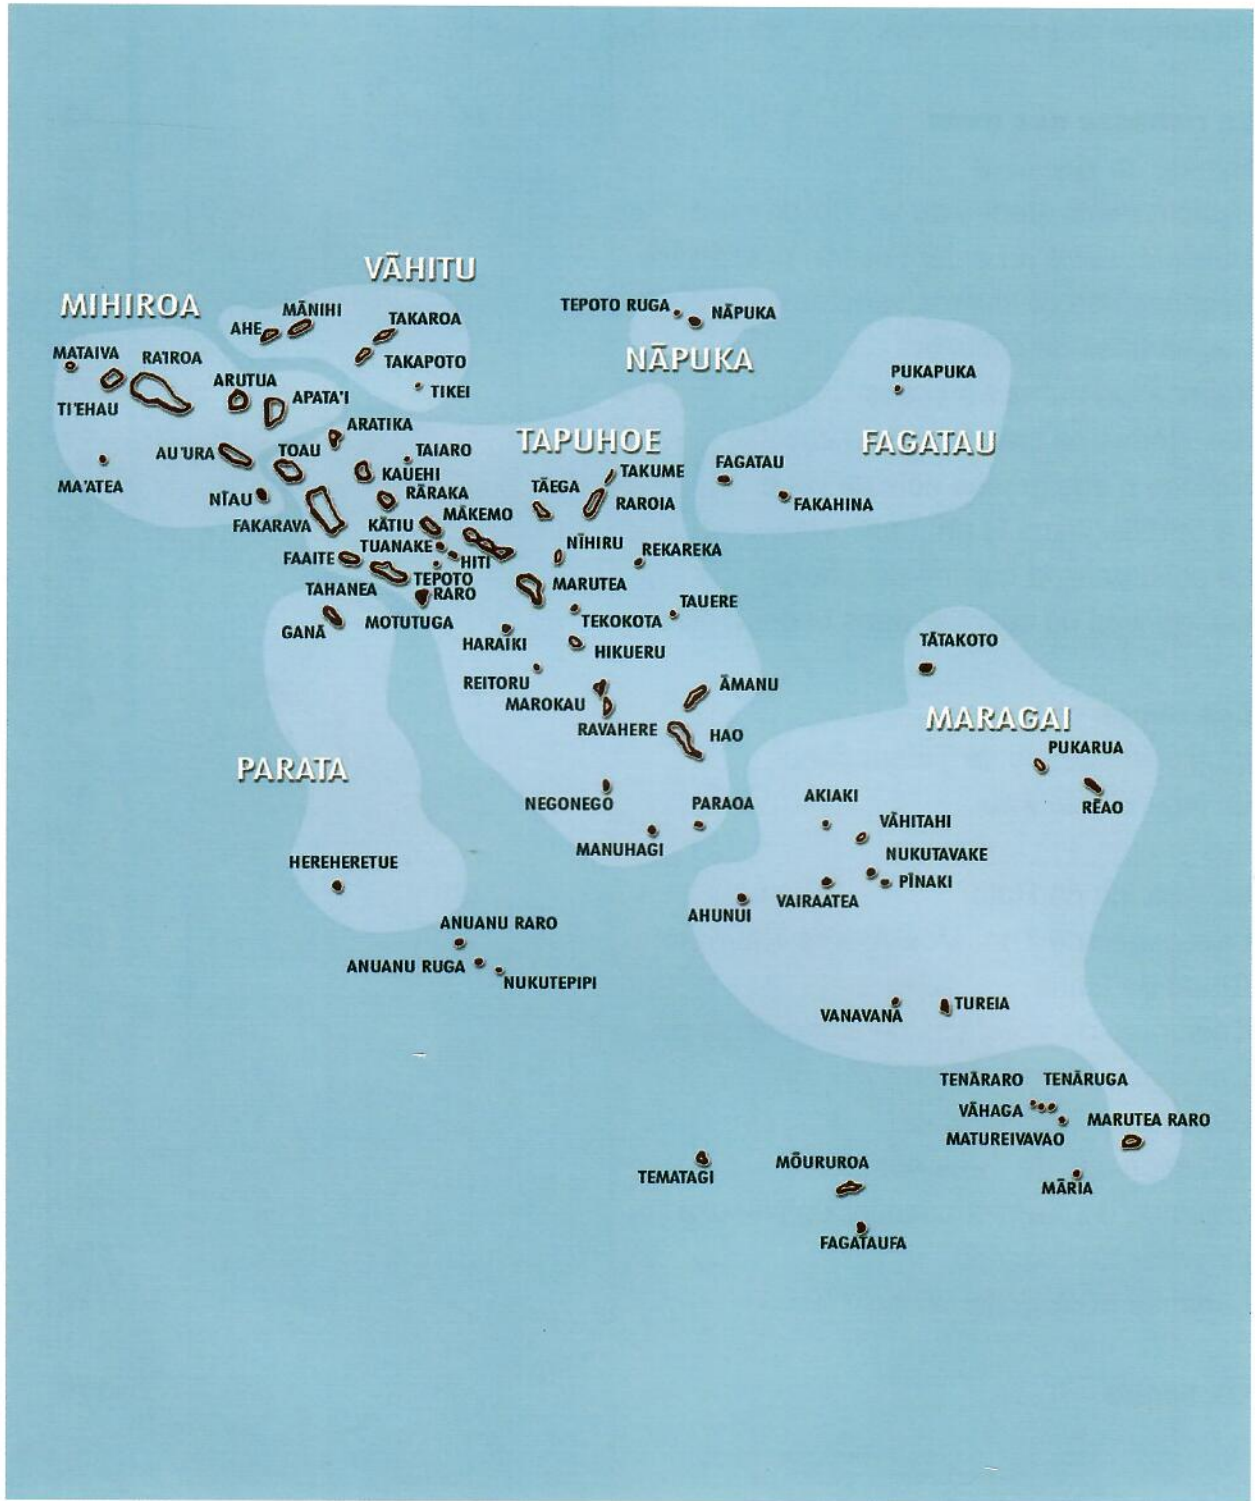 VĀHITU
MIHIROA
MĀNIHI
AHE
TAKAROA
TEPOTO RUGA
NĀPUKA
NĀPUKA
MATAIVA
RA'IROA
TAKAPOTO
PUKAPUKA
ARUTUA
TIKEI
APATA'I
TI'EHAU
ARATIKA
TAPUHOE
FAGATAU
AU'URA
TOAU
TAIARO
FAGATAU
KAUEHI
TAKUME
MA'ATEA
TĀEGA
RĀRAKA
NĪAU
RAROIA
FAKAHINA
MĀKEMO
FAKARAVA
KĀTIU
NĪHIRU
TUANAKE
REKAREKA
FAAITE
HITI
TEPOTO
RARO
MARUTEA
TAHANEA
TAUERE
MOTUTUGA
TEKOKOTA
GANĀ
TĀTAKOTO
HARAIKI
HIKUERU
REITORU
ĀMANU
MAROKAU
MARAGAI
RAVAHERE
HAO
PUKARUA
PARATA
AKIAKI
NEGONEGO
PARAOA
RĒAO
VĀHITAHI
MANUHAGI
NUKUTAVAKE
HEREHERETUE
PĪNAKI
VAIRAATEA
AHUNUI
ANUANU RARO
ANUANU RUGA
NUKUTEPIPI
TUREIA
VANAVANA
TENĀRARO
TENĀRUGA
VĀHAGA
MARUTEA RARO
MATUREIVAVAO
MŌURUROA
TEMATAGI
MĀRIA
FAGATAUFA